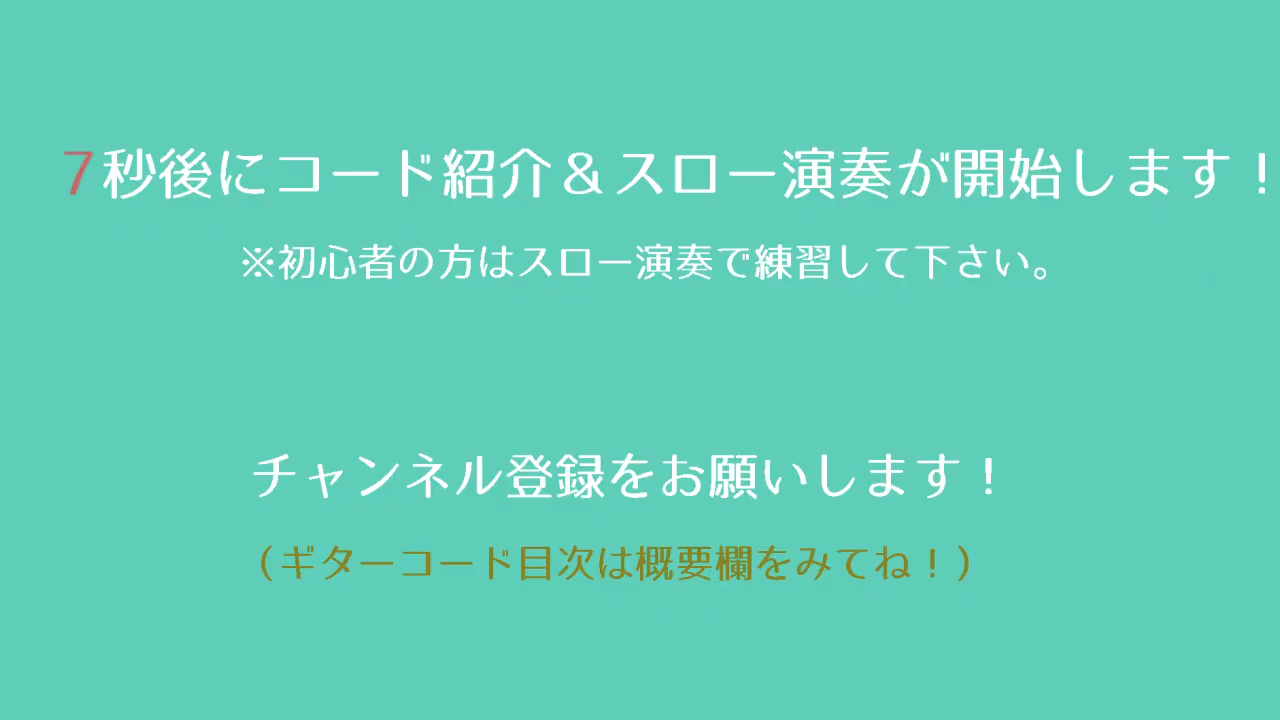 7秒後にコード紹介＆スロー演奏が開始します！
※初心者の方はスロー演奏で練習して下さい。
チャンネル登録をお願いします！
（ギターコード目次は概要欄をみてね！）